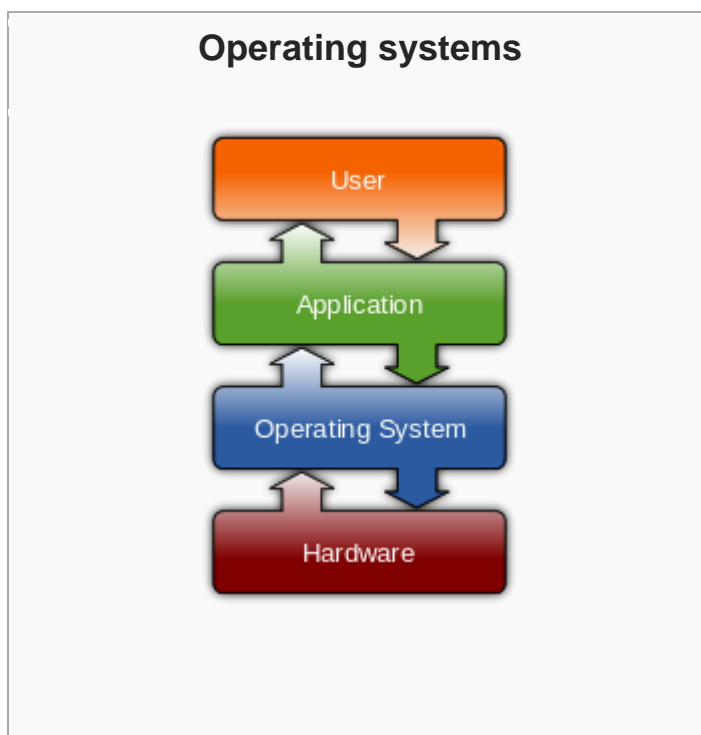 Operating systems
User
Application
Operating System
Hardware